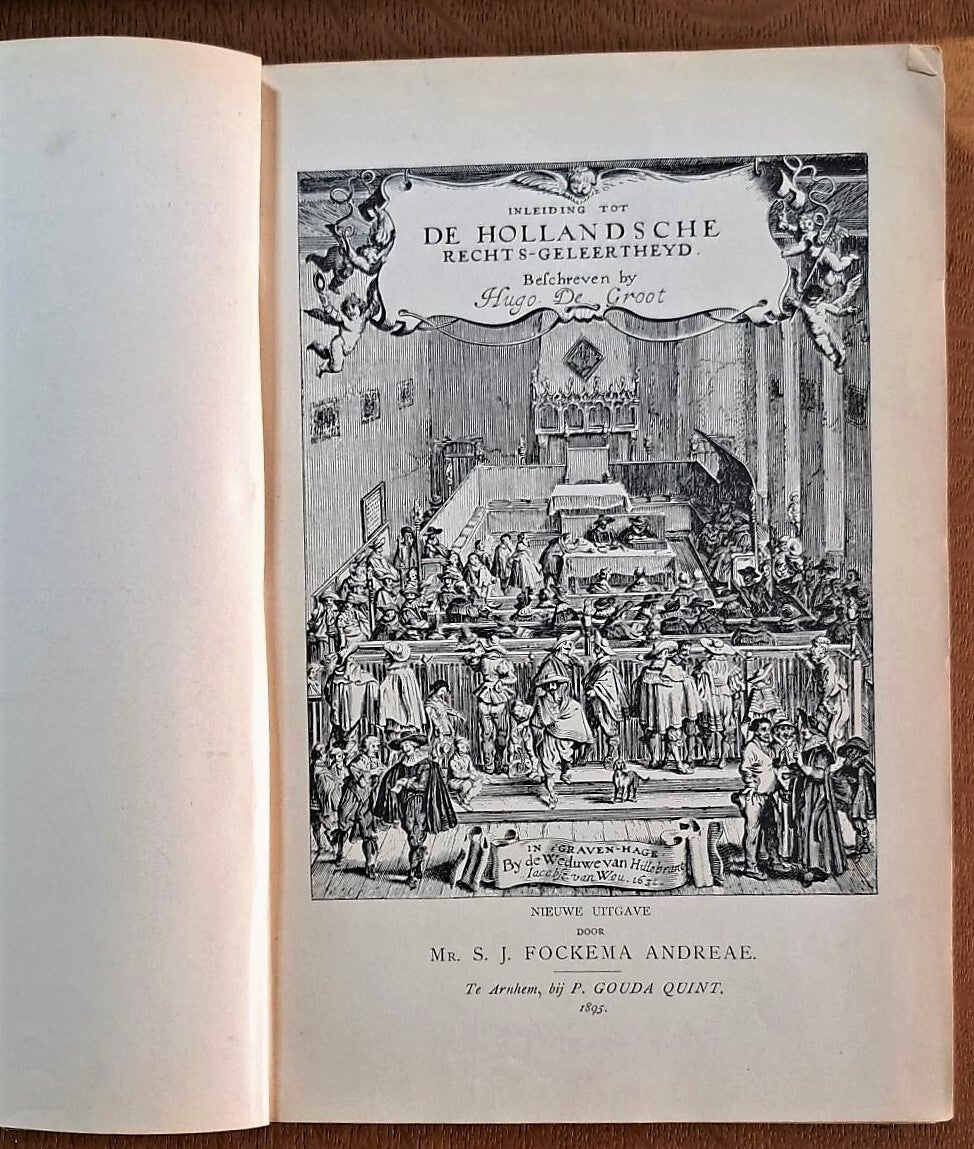 INLEIDING TOT
DE HOLLANDSCHE
RECHTS-GELEERTHEYD.
Beſchreven by
Hugo De Groot
IN ſGRAVEN-HAGE
By de Weduwe van Hillebrant
Iacobſz van Wou. 1631.
NIEUWE UITGAVE
DOOR
MR. S. J. FOCKEMA ANDREAE.
Te Arnhem, bij P. GOUDA QUINT.
1895.